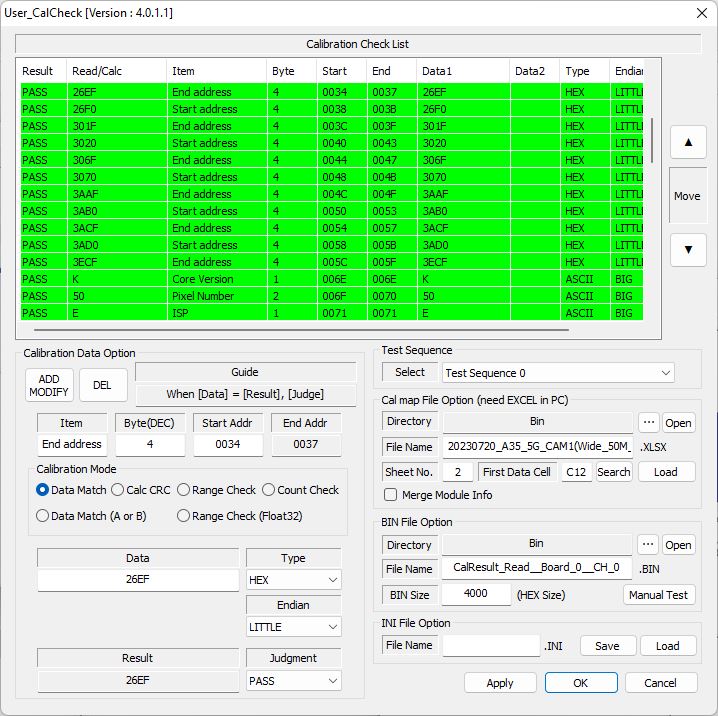 User_CalCheck [Version : 4.0.1.1]
Calibration Check List
Result Read/Calc Item Byte Start End Data1 Data2 Type Endian
PASS 26EF End address 4 0034 0037 26EF HEX LITTL
PASS 26F0 Start address 4 0038 003B 26F0 HEX LITTL
PASS 301F End address 4 003C 003F 301F HEX LITTL
PASS 3020 Start address 4 0040 0043 3020 HEX LITTL
PASS 306F End address 4 0044 0047 306F HEX LITTL
PASS 3070 Start address 4 0048 004B 3070 HEX LITTL
PASS 3AAF End address 4 004C 004F 3AAF HEX LITTL
PASS 3AB0 Start address 4 0050 0053 3AB0 HEX LITTL
PASS 3ACF End address 4 0054 0057 3ACF HEX LITTL
PASS 3AD0 Start address 4 0058 005B 3AD0 HEX LITTL
PASS 3ECF End address 4 005C 005F 3ECF HEX LITTL
PASS K Core Version 1 006E 006E K ASCII BIG
PASS 50 Pixel Number 2 006F 0070 50 ASCII BIG
PASS E ISP 1 0071 0071 E ASCII BIG
▲
Move
▼
Calibration Data Option
ADD
MODIFY
DEL
Guide
When [Data] = [Result], [Judge]
Item Byte(DEC) Start Addr End Addr
End address 4 0034 0037
Calibration Mode
Data Match Calc CRC Range Check Count Check
Data Match (A or B) Range Check (Float32)
Data Type
26EF HEX
Endian
LITTLE
Result Judgment
26EF PASS
Test Sequence
Select Test Sequence 0
Cal map File Option (need EXCEL in PC)
Directory Bin ... Open
File Name 20230720_A35_5G_CAM1(Wide_50M_ .XLSX
Sheet No. 2 First Data Cell C12 Search Load
Merge Module Info
BIN File Option
Directory Bin ... Open
File Name CalResult_Read__Board_0__CH_0 .BIN
BIN Size 4000 (HEX Size) Manual Test
INI File Option
File Name .INI Save Load
Apply OK Cancel